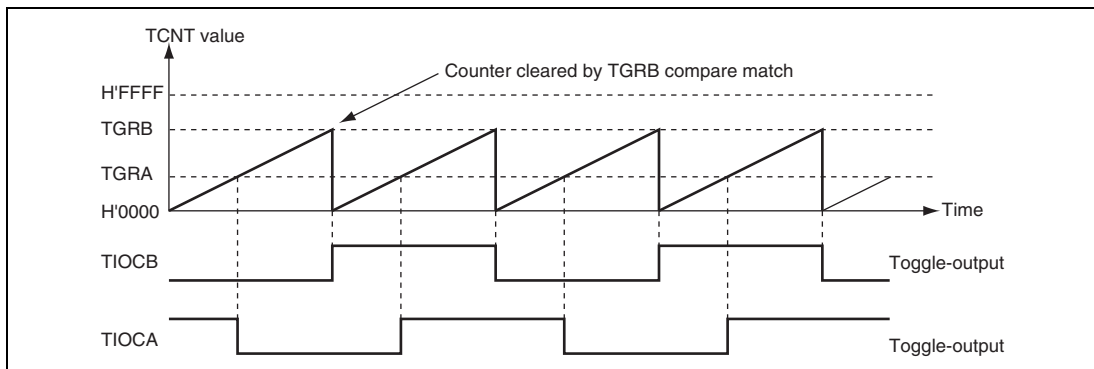 TCNT value
Counter cleared by TGRB compare match
H'FFFF
TGRB
TGRA
H'0000
Time
TIOCB
Toggle-output
TIOCA
Toggle-output